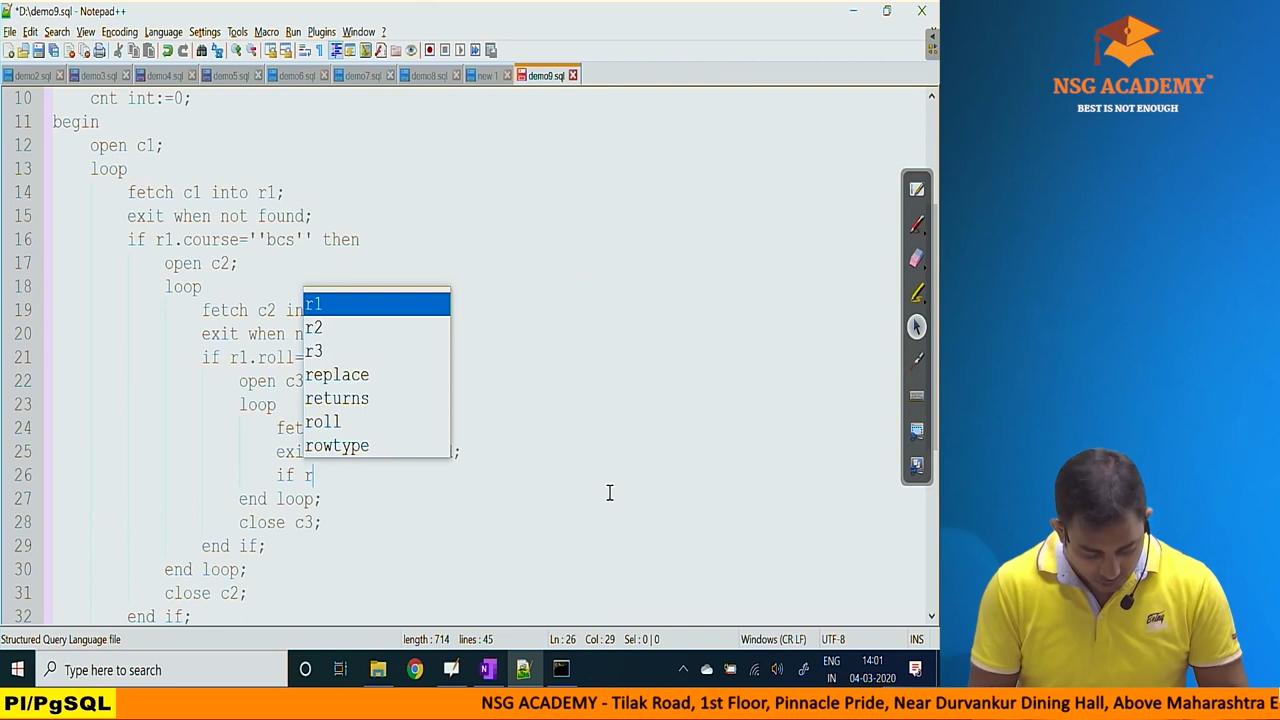 *D:\demo9.sql - Notepad++
File Edit Search View Encoding Language Settings Tools Macro Run Plugins Window ?
demo2.sql demo3.sql demo4.sql demo5.sql demo6.sql demo7.sql demo8.sql new 1 demo9.sql
10 cnt int:=0;
11 begin
12 open c1;
13 loop
14 fetch c1 into r1;
15 exit when not found;
16 if r1.course=''bcs'' then
17 open c2;
18 loop
19 fetch c2 in
20 exit when n
21 if r1.roll=
22 open c3
23 loop
24 fet
25 exi ;
26 if r
27 end loop;
28 close c3;
29 end if;
30 end loop;
31 close c2;
32 end if;
r1
r2
r3
replace
returns
roll
rowtype
Structured Query Language file length : 714 lines : 45 Ln : 26 Col : 29 Sel : 0 | 0 Windows (CR LF) UTF-8 INS
Type here to search
ENG
IN
14:01
04-03-2020
NSG ACADEMY™
BEST IS NOT ENOUGH
Entry
Pl/PgSQL
NSG ACADEMY - Tilak Road, 1st Floor, Pinnacle Pride, Near Durvankur Dining Hall, Above Maharashtra E